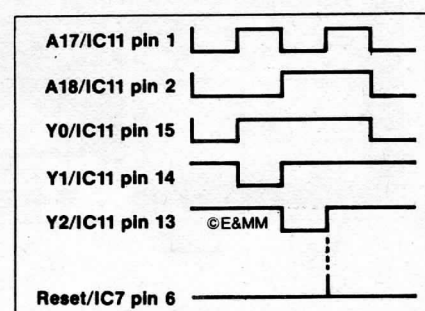 A17/IC11 pin 1
A18/IC11 pin 2
Y0/IC11 pin 15
Y1/IC11 pin 14
Y2/IC11 pin 13
©E&MM
Reset/IC7 pin 6